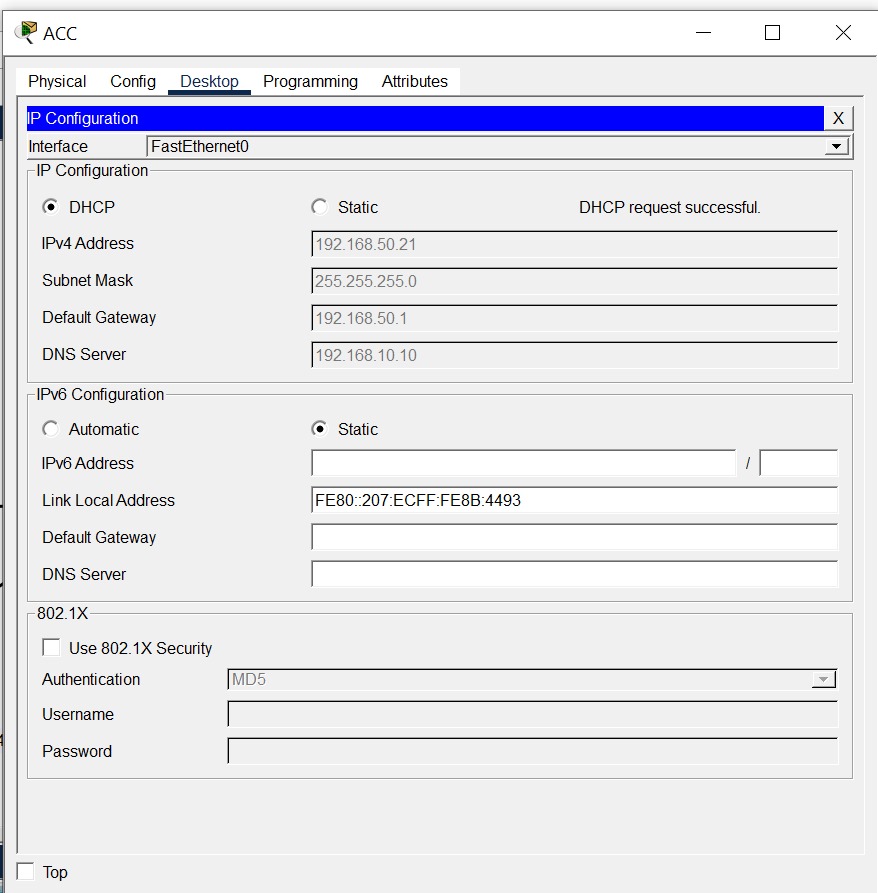 ACC
Physical Config Desktop Programming Attributes
IP Configuration X
Interface FastEthernet0
IP Configuration
DHCP Static DHCP request successful.
IPv4 Address 192.168.50.21
Subnet Mask 255.255.255.0
Default Gateway 192.168.50.1
DNS Server 192.168.10.10
IPv6 Configuration
Automatic Static
IPv6 Address /
Link Local Address FE80::207:ECFF:FE8B:4493
Default Gateway
DNS Server
802.1X
Use 802.1X Security
Authentication MD5
Username
Password
Top